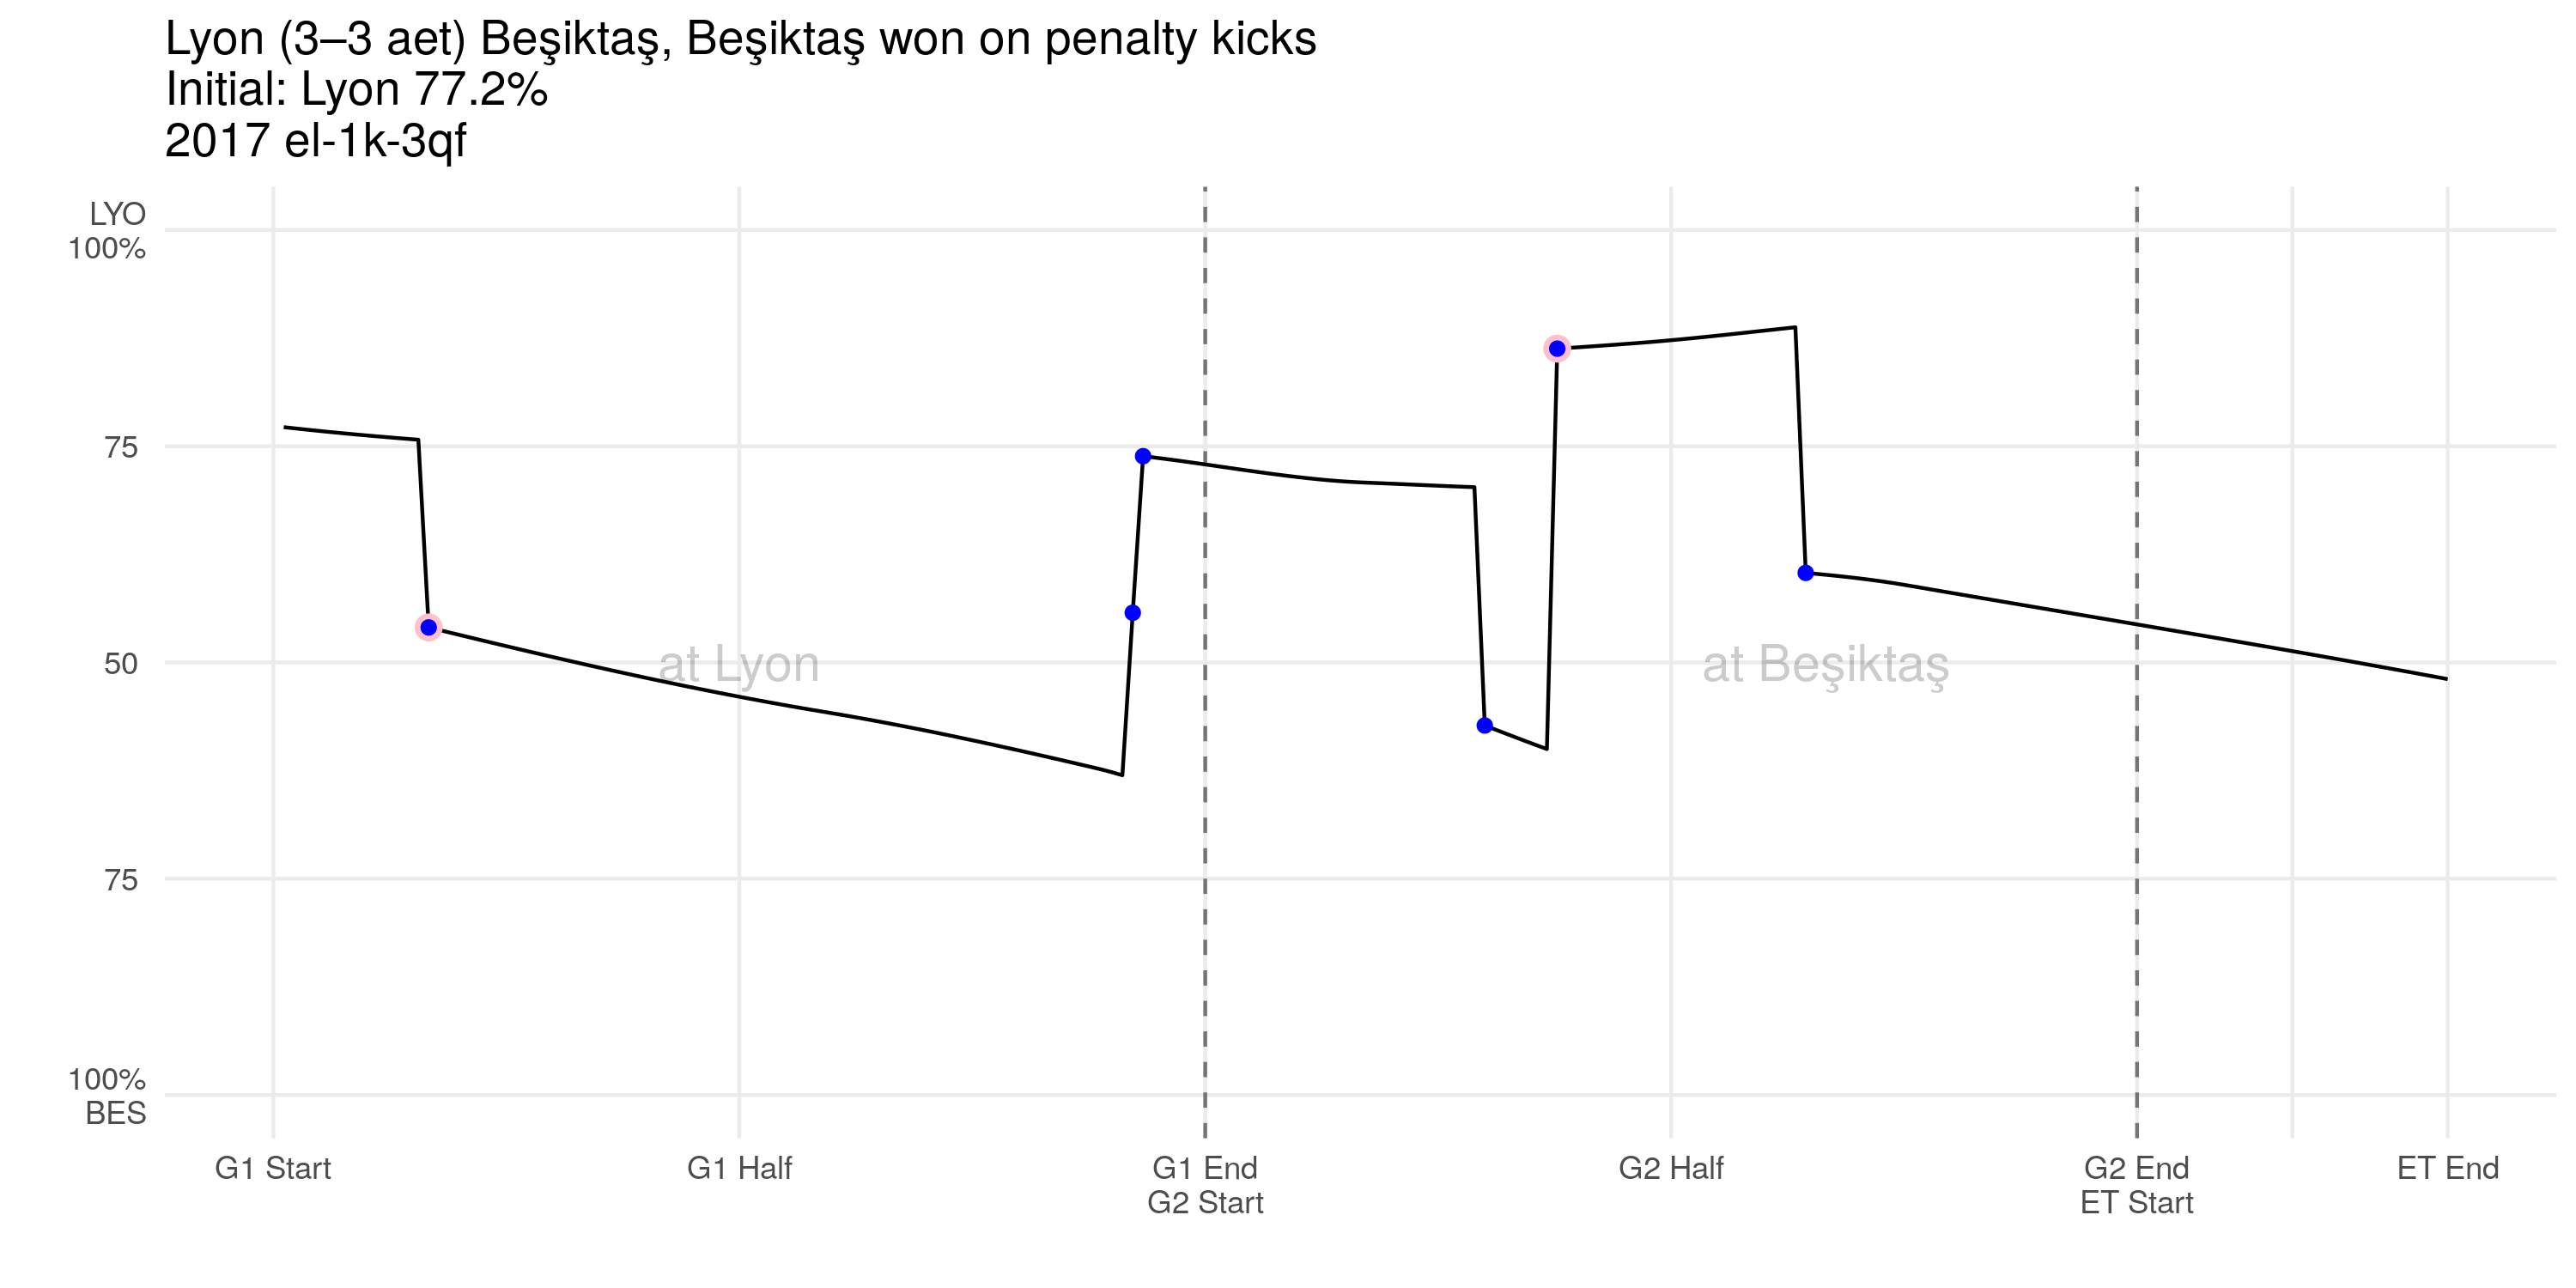 Lyon (3–3 aet) Beşiktaş, Beşiktaş won on penalty kicks
Initial: Lyon 77.2%
2017 el-1k-3qf
LYO
100%
75
50
75
100%
BES
at Lyon
at Beşiktaş
G1 Start
G1 Half
G1 End
G2 Start
G2 Half
G2 End
ET Start
ET End